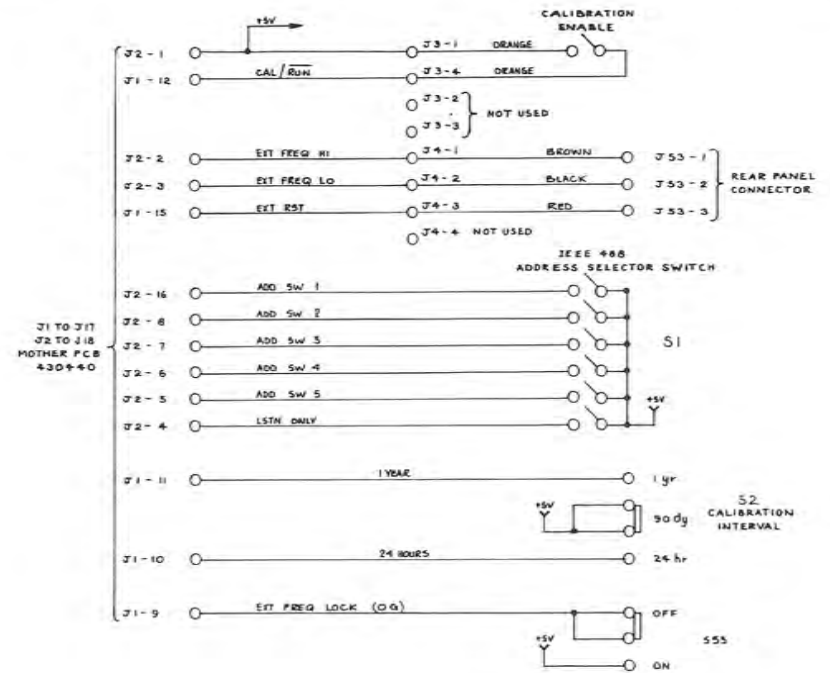 CALIBRATION
ENABLE
+5V
J2-1 J3-1 ORANGE
J1-12 CAL/RUN J3-4 ORANGE
J3-2
J3-3
NOT USED
J2-2 EXT FREQ HI J4-1 BROWN J53-1
J2-3 EXT FREQ LO J4-2 BLACK J53-2
J1-15 EXT RST J4-3 RED J53-3
REAR PANEL
CONNECTOR
J4-4 NOT USED
IEEE 488
ADDRESS SELECTOR SWITCH
J2-16 ADD SW 1
J2-8 ADD SW 2
J2-7 ADD SW 3
J2-6 ADD SW 4
J2-5 ADD SW 5
J2-4 LSTN ONLY
S1
+5V
J1 TO J17
J2 TO J18
MOTHER PCB
430440
J1-11 1 YEAR 1 yr
+5V
90 dy
S2
CALIBRATION
INTERVAL
J1-10 24 HOURS 24 hr
J1-9 EXT FREQ LOCK (OG) OFF
+5V
ON